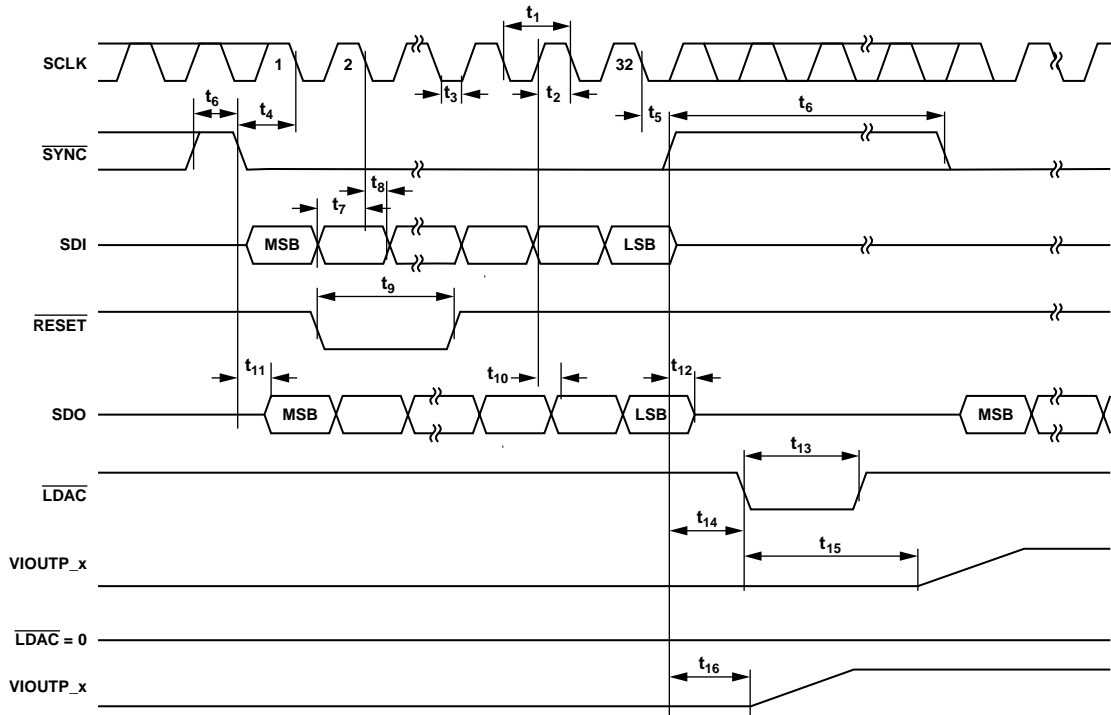 t1
SCLK
1
2
32
t3
t2
t6
t4
t5
t6
SYNC
t8
t7
SDI
MSB
LSB
t9
RESET
t11
t10
t12
SDO
MSB
LSB
MSB
t13
LDAC
t14
t15
VIOUTP_x
LDAC = 0
t16
VIOUTP_x